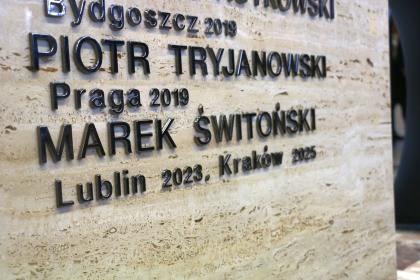 Bydgoszcz 2019
PIOTR TRYJANOWSKI
Praga 2019
MAREK ŚWITOŃSKI
Lublin 2023, Kraków 2025